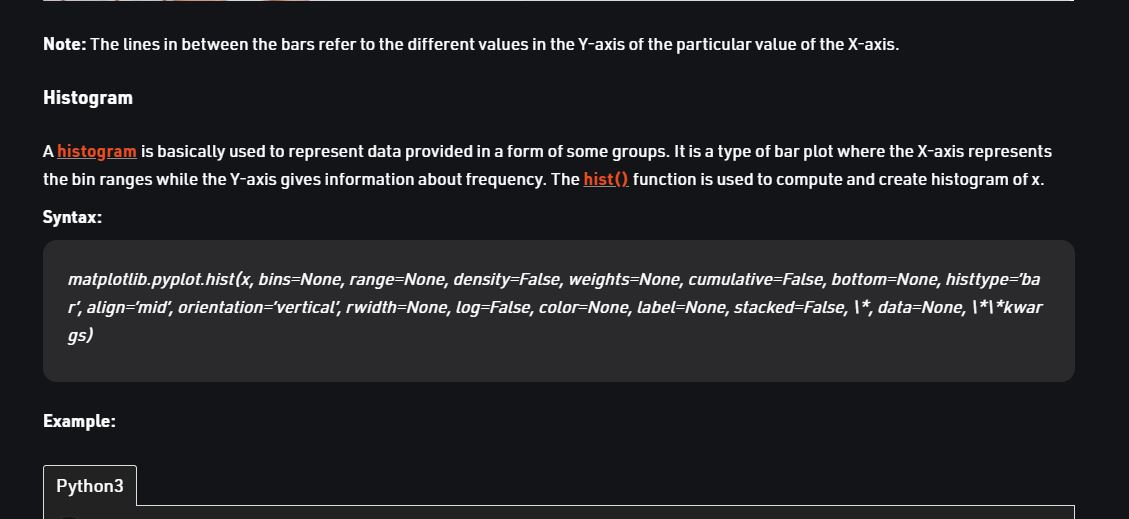 Note: The lines in between the bars refer to the different values in the Y-axis of the particular value of the X-axis.
Histogram
A histogram is basically used to represent data provided in a form of some groups. It is a type of bar plot where the X-axis represents
the bin ranges while the Y-axis gives information about frequency. The hist() function is used to compute and create histogram of x.
Syntax:
matplotlib.pyplot.hist(x, bins=None, range=None, density=False, weights=None, cumulative=False, bottom=None, histtype=’ba
r’, align=’mid’, orientation=’vertical’, rwidth=None, log=False, color=None, label=None, stacked=False, \*, data=None, \*\*kwar
gs)
Example:
Python3